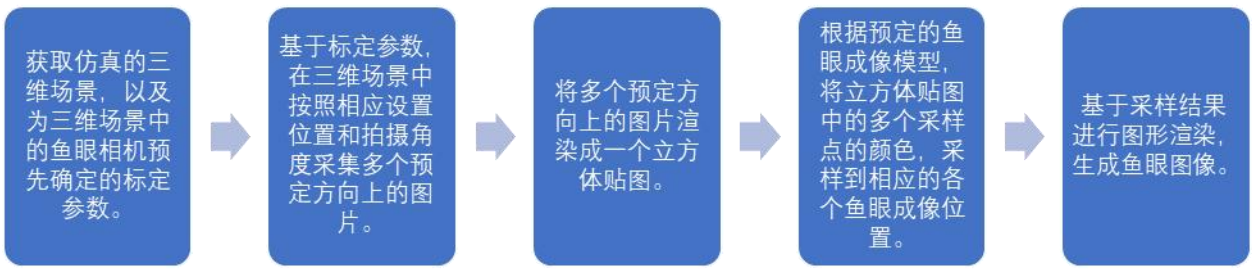 获取仿真的三
维场景，以及
为三维场景中
的鱼眼相机预
先确定的标定
参数。
基于标定参数，
在三维场景中
按照相应设置
位置和拍摄角
度采集多个预
定方向上的图
片。
将多个预定方
向上的图片渲
染成一个立方
体贴图。
根据预定的鱼
眼成像模型，
将立方体贴图
中的多个采样
点的颜色，采
样到相应的各
个鱼眼成像位
置。
基于采样结果
进行图形渲染，
生成鱼眼图像。